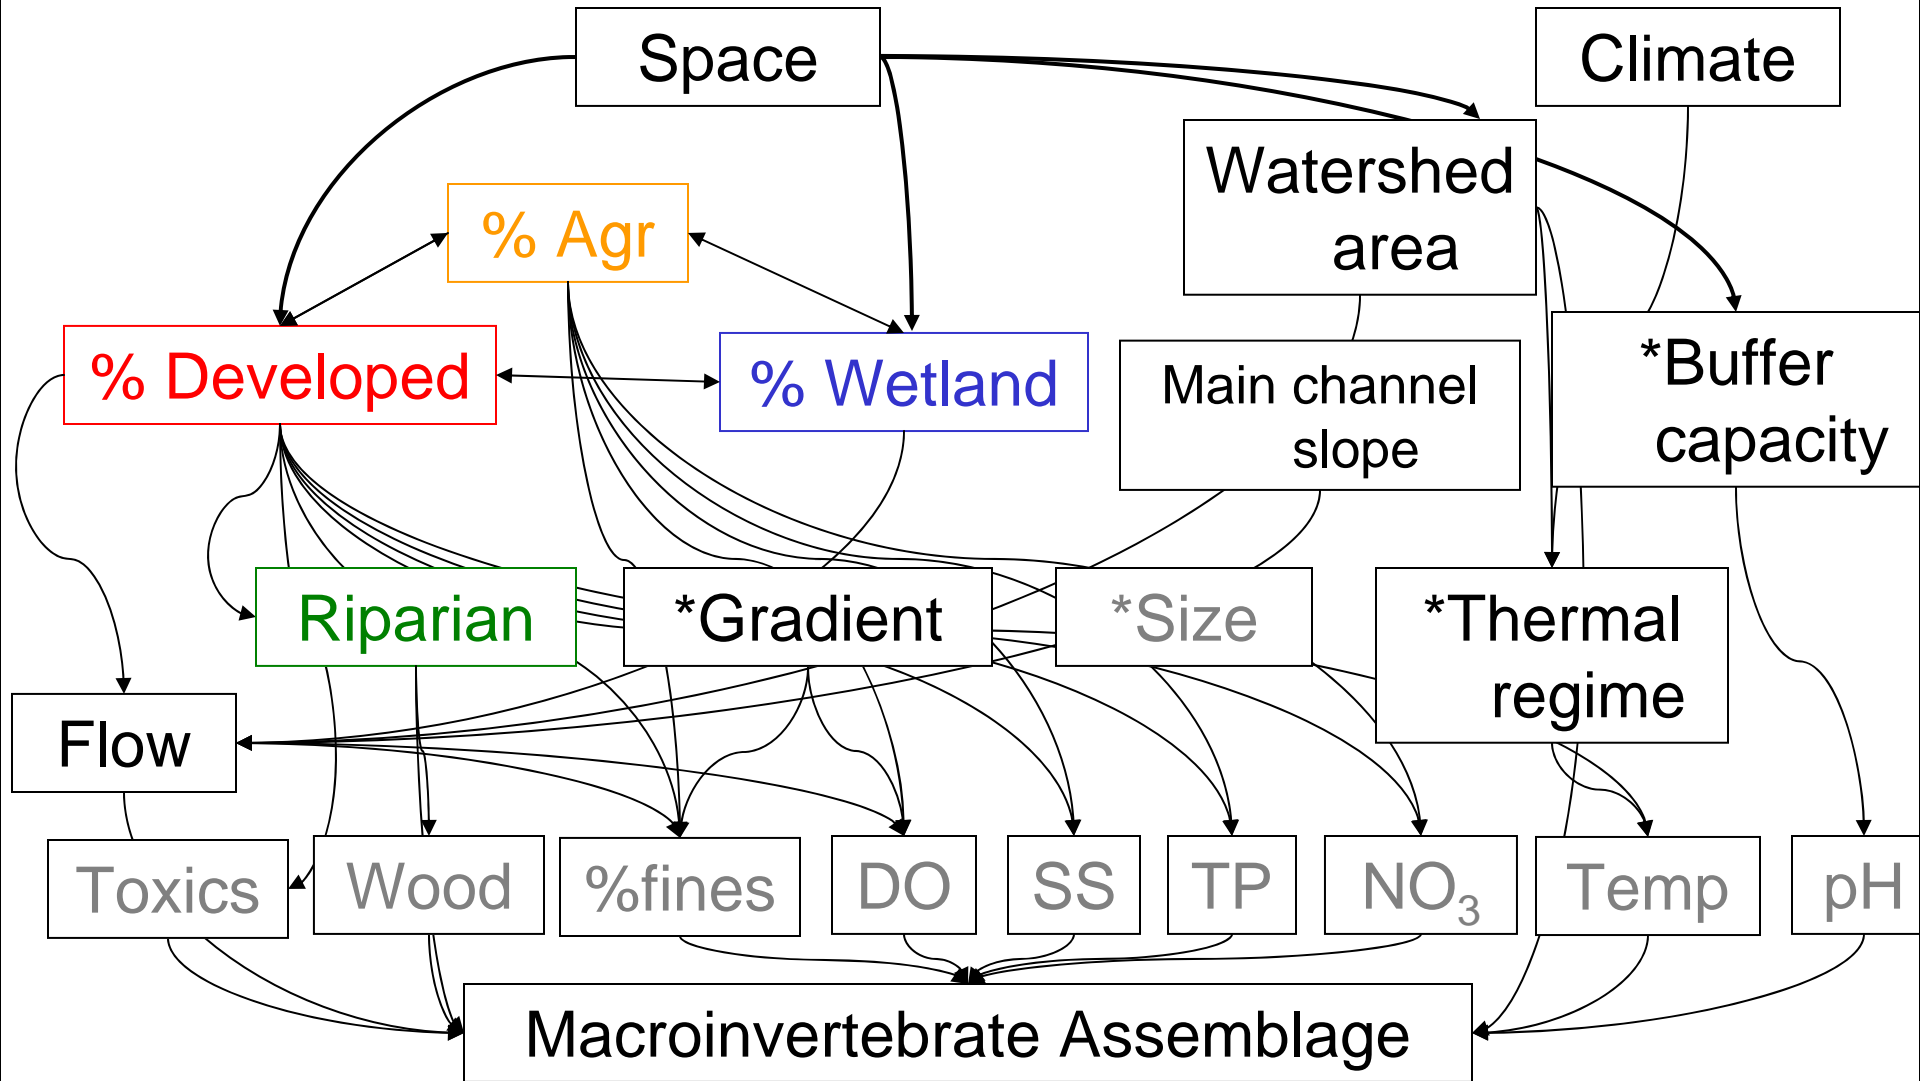 Space
Climate
Watershed
area
% Agr
% Developed
% Wetland
Main channel
slope
*Buffer
capacity
Riparian
*Gradient
*Size
*Thermal
regime
Flow
Toxics
Wood
%fines
DO
SS
TP
NO₃
Temp
pH
Macroinvertebrate Assemblage